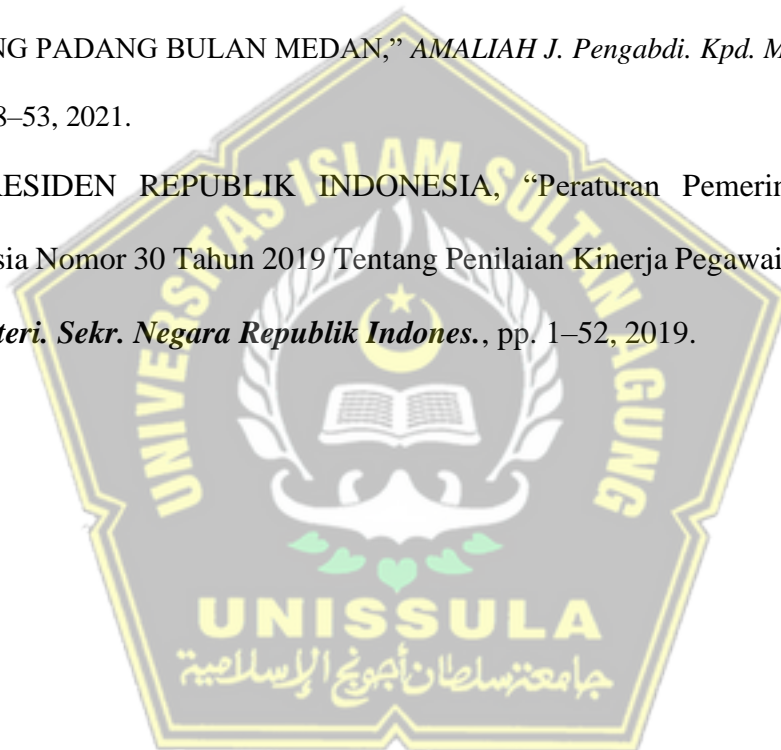 NG PADANG BULAN MEDAN,” AMALIAH J. Pengabdi. Kpd. M
8–53, 2021.
RESIDEN REPUBLIK INDONESIA, “Peraturan Pemerin
sia Nomor 30 Tahun 2019 Tentang Penilaian Kinerja Pegawai
teri. Sekr. Negara Republik Indones., pp. 1–52, 2019.
UNIVERSITAS ISLAM SULTAN AGUNG
UNISSULA
جامعة سلطان أجونج الإسلامية